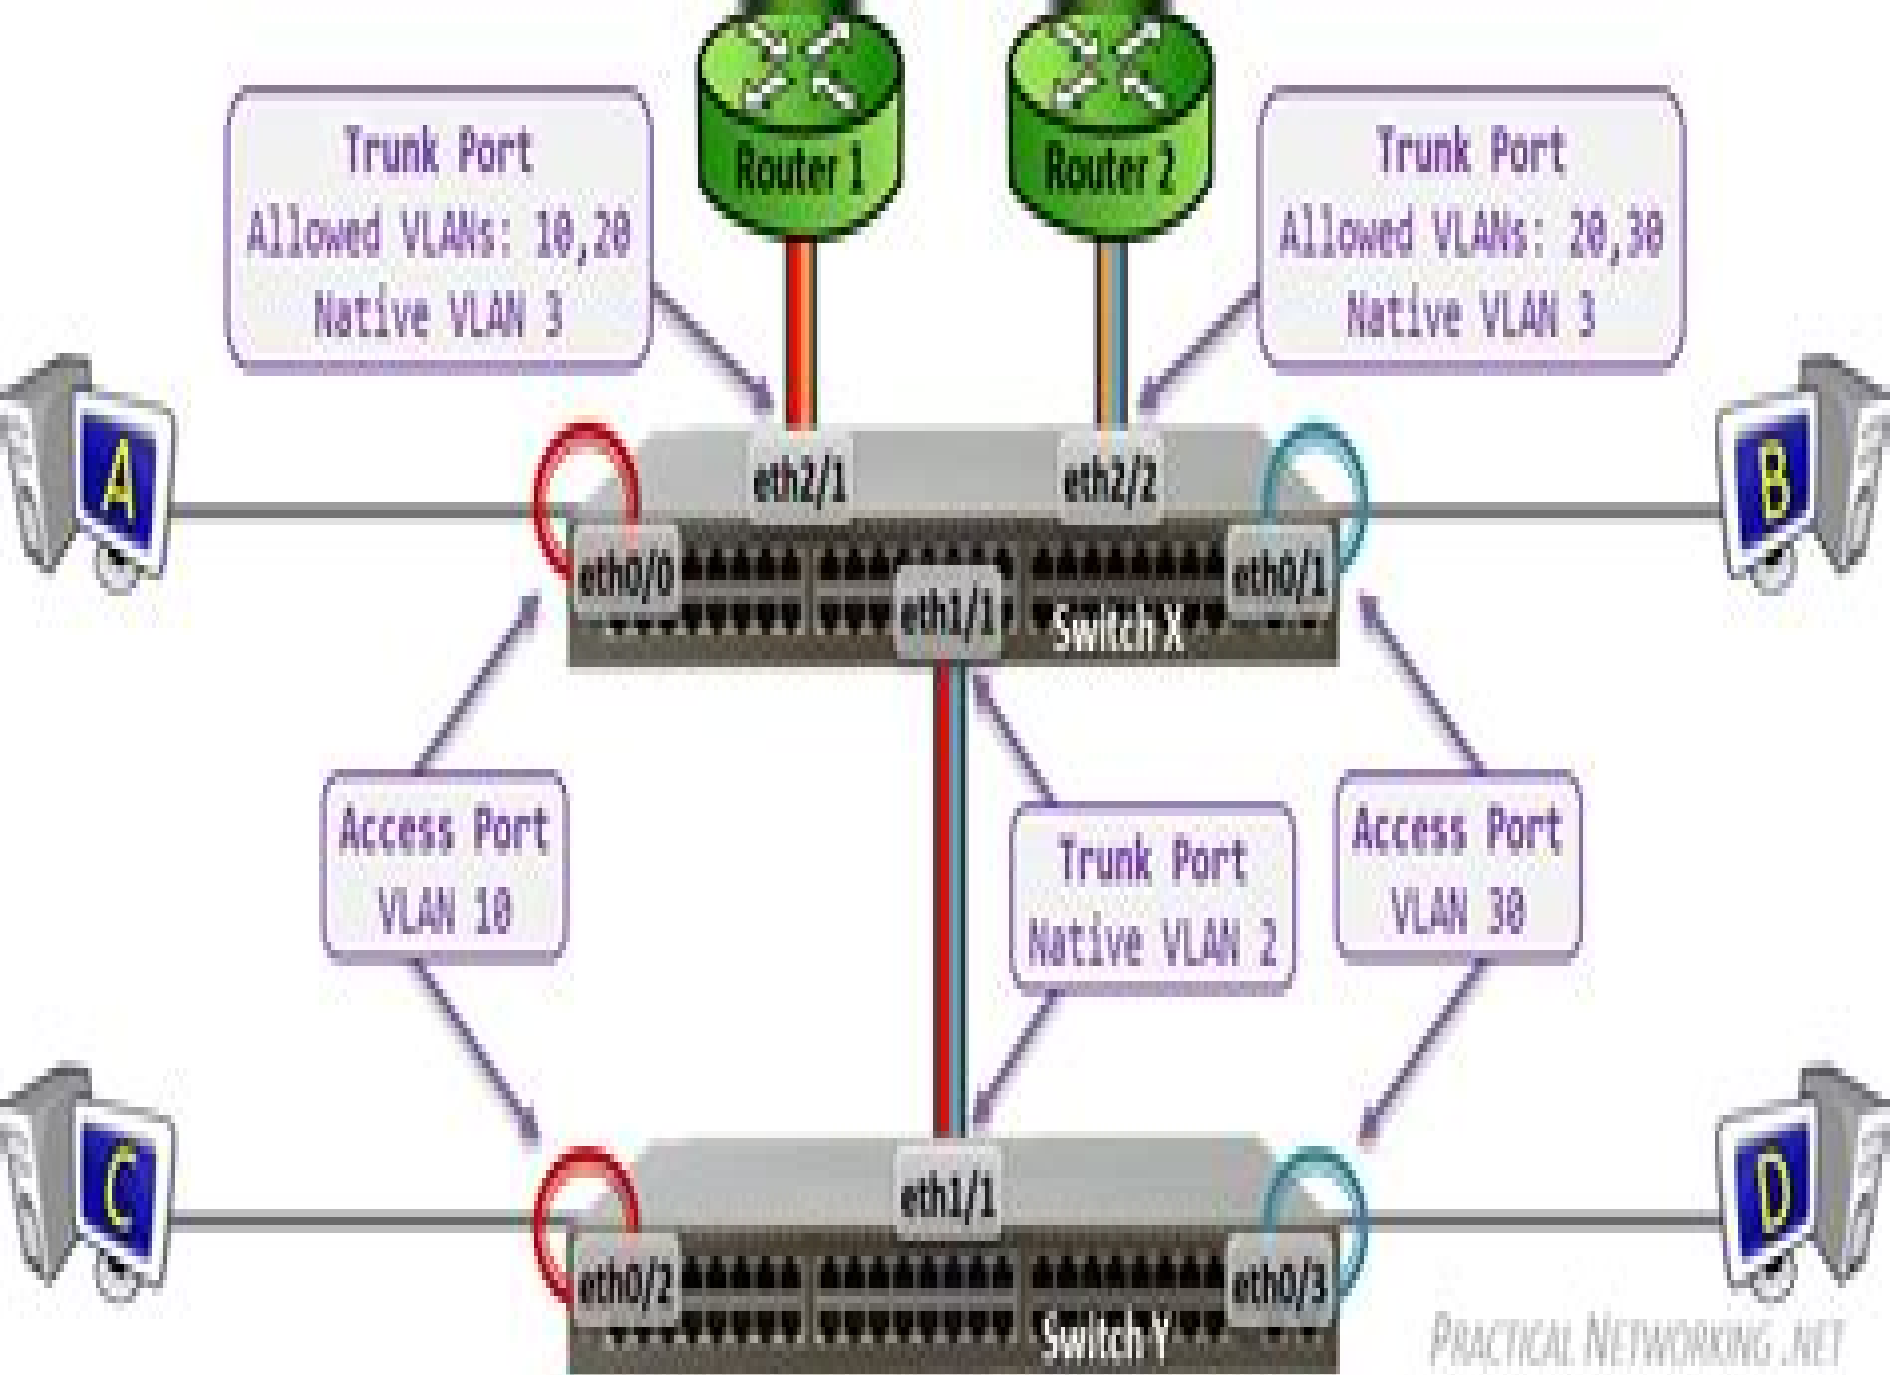 Router 1
Router 2
Trunk Port
Allowed VLANs: 10,20
Native VLAN 3
Trunk Port
Allowed VLANs: 20,30
Native VLAN 3
A
B
eth2/1
eth2/2
eth0/0
eth1/1
eth0/1
Switch X
Access Port
VLAN 10
Trunk Port
Native VLAN 2
Access Port
VLAN 30
C
D
eth1/1
eth0/2
eth0/3
Switch Y
PRACTICAL NETWORKING .NET